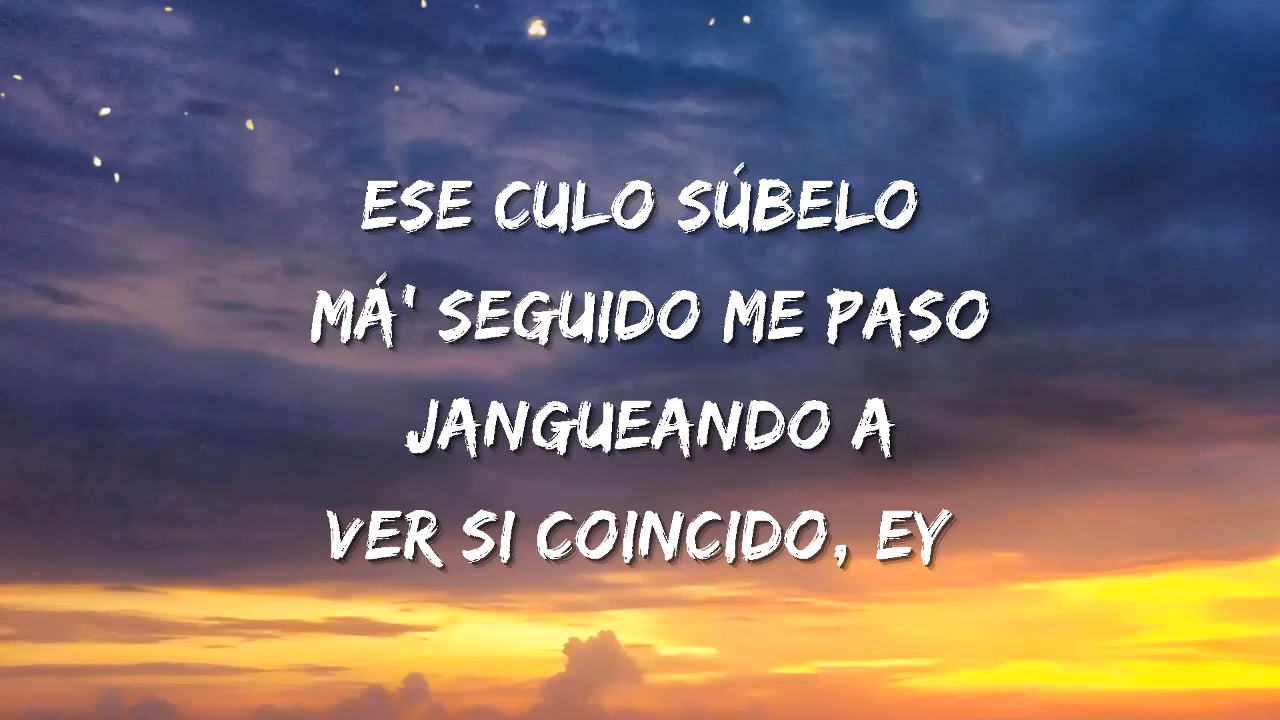 ESE CULO SÚBELO
MÁ' SEGUIDO ME PASO
JANGUEANDO A
VER SI COINCIDO, EY